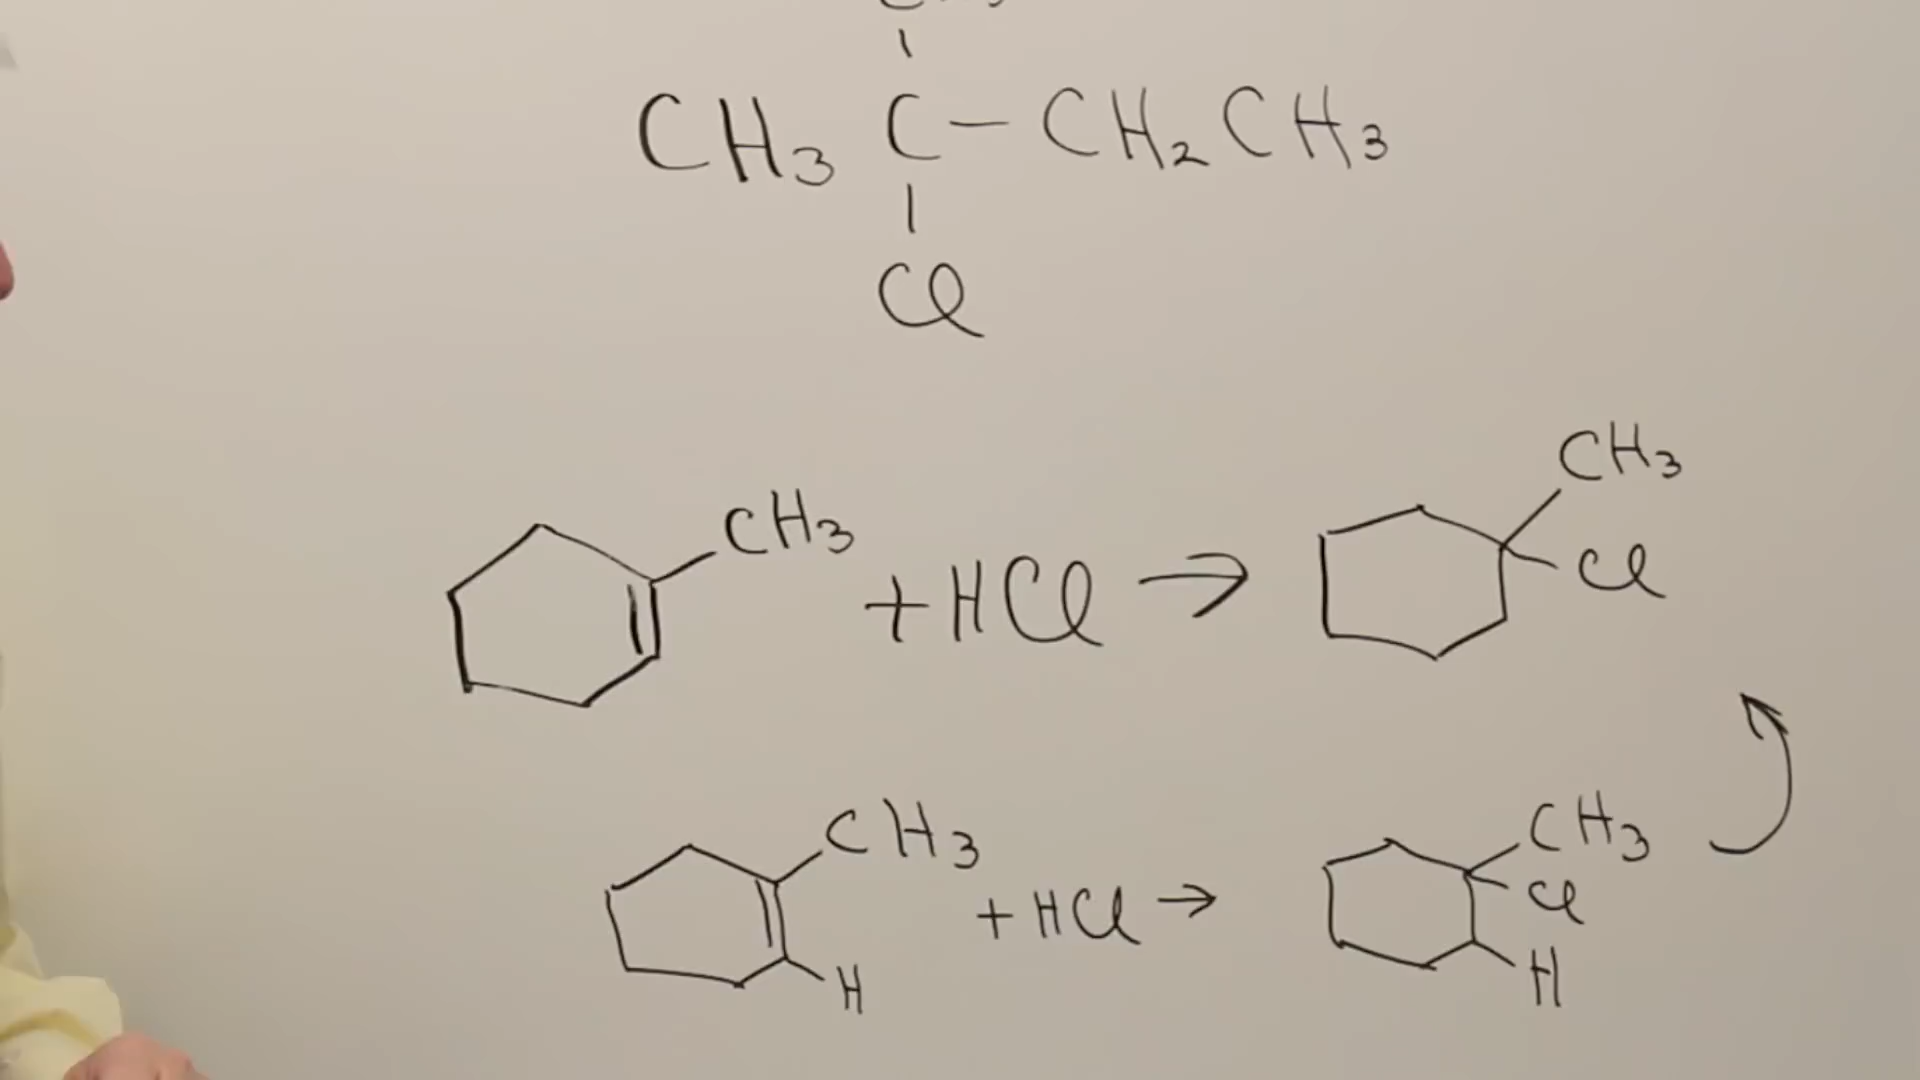 CH3 C - CH2CH3
Cl
CH3 + HCl → CH3
Cl
CH3 + HCl → CH3
Cl
H H